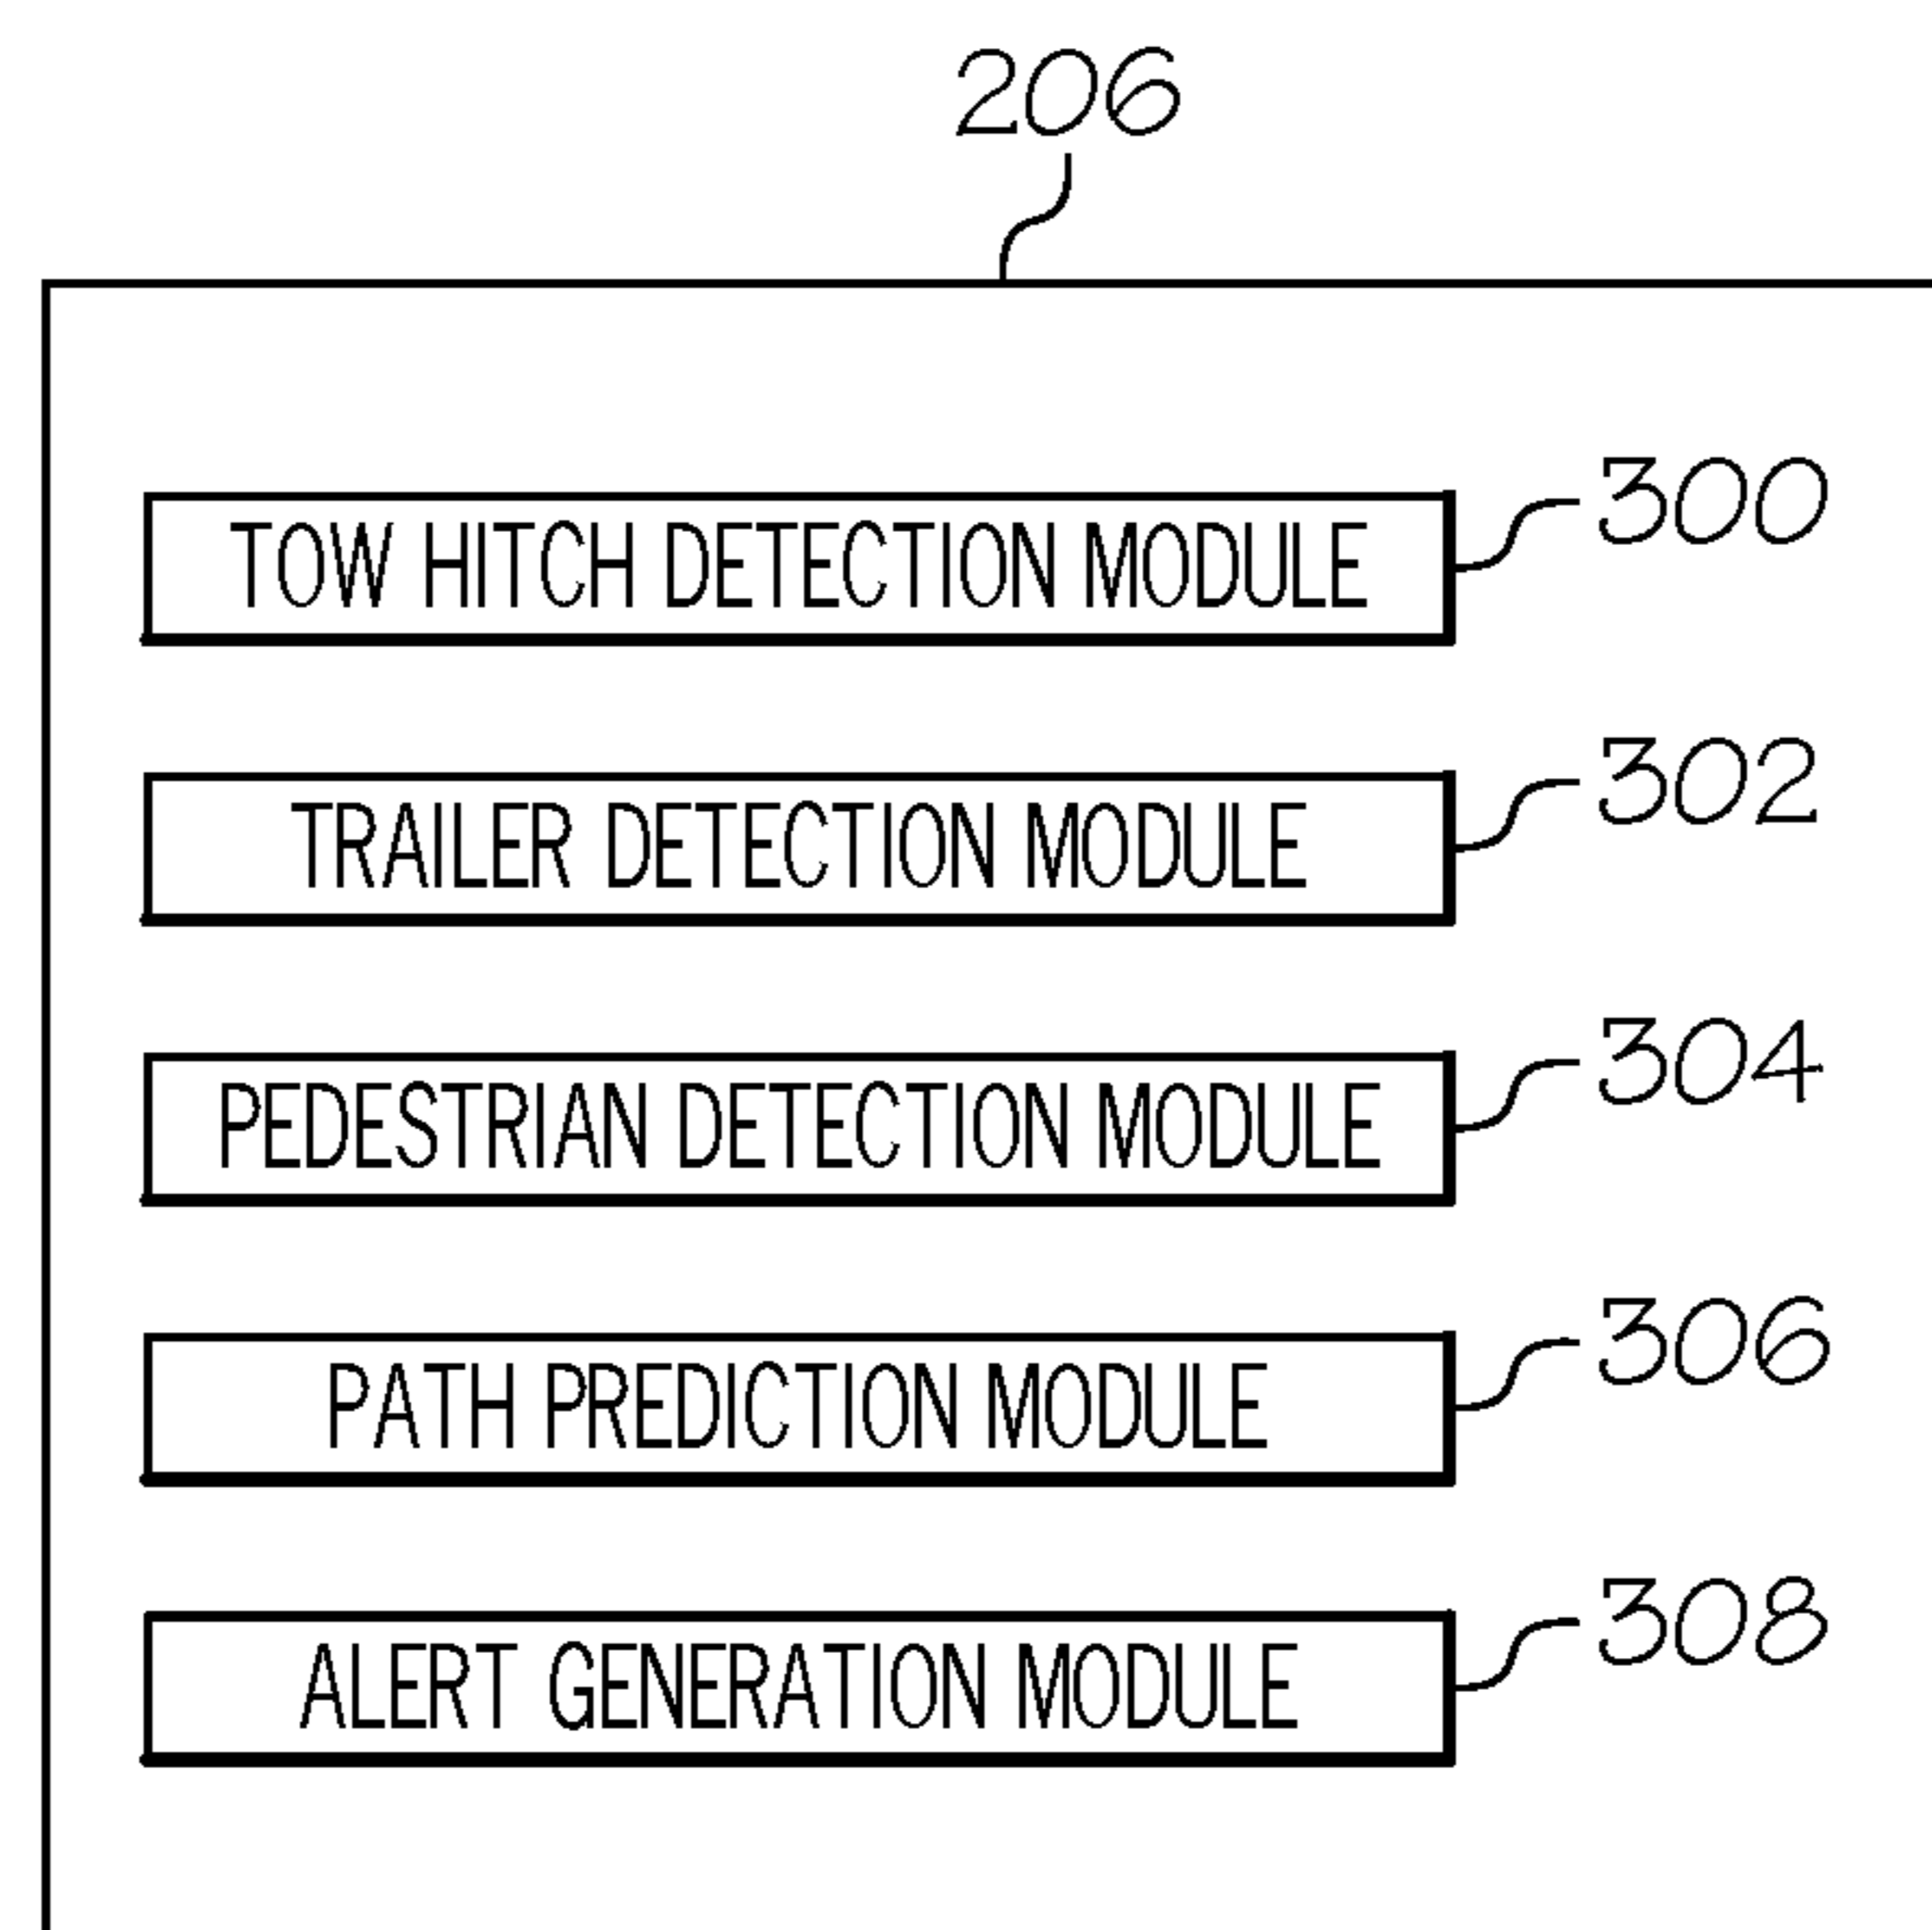 206
TOW HITCH DETECTION MODULE 300
TRAILER DETECTION MODULE 302
PEDESTRIAN DETECTION MODULE 304
PATH PREDICTION MODULE 306
ALERT GENERATION MODULE 308